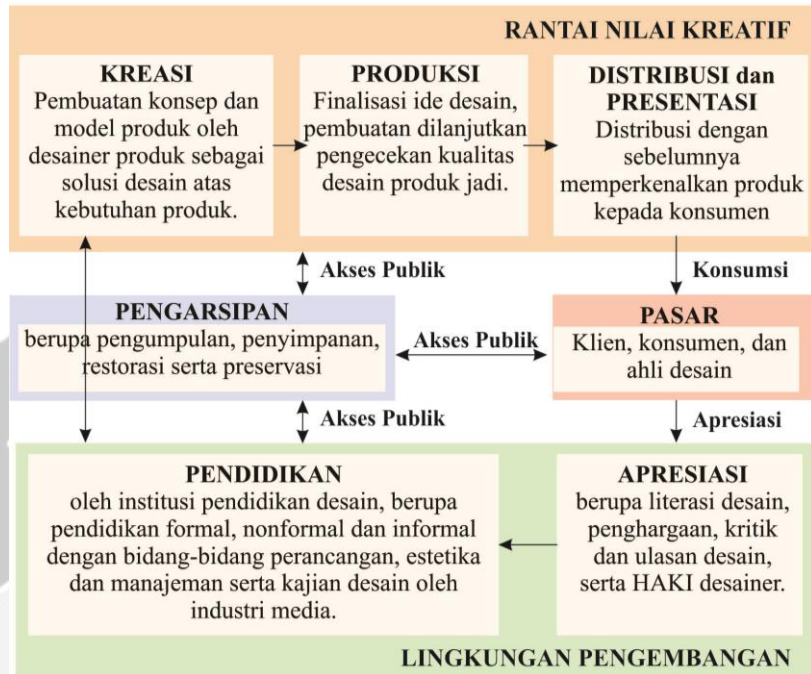 RANTAI NILAI KREATIF
KREASI
Pembuatan konsep dan
model produk oleh
desainer produk sebagai
solusi desain atas
kebutuhan produk.
PRODUKSI
Finalisasi ide desain,
pembuatan dilanjutkan
pengecekan kualitas
desain produk jadi.
DISTRIBUSI dan
PRESENTASI
Distribusi dengan
sebelumnya
memperkenalkan produk
kepada konsumen
Akses Publik
Konsumsi
PENGARSIPAN
berupa pengumpulan, penyimpanan,
restorasi serta preservasi
Akses Publik
PASAR
Klien, konsumen, dan
ahli desain
Akses Publik
Apresiasi
PENDIDIKAN
oleh institusi pendidikan desain, berupa
pendidikan formal, nonformal dan informal
dengan bidang-bidang perancangan, estetika
dan manajeman serta kajian desain oleh
industri media.
APRESIASI
berupa literasi desain,
penghargaan, kritik
dan ulasan desain,
serta HAKI desainer.
LINGKUNGAN PENGEMBANGAN